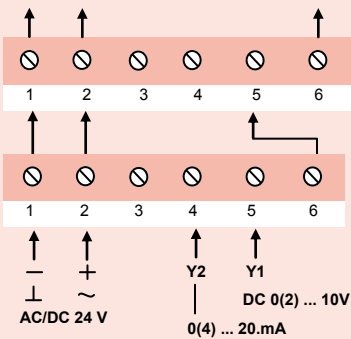 1 2 3 4 5 6
1 2 3 4 5 6
− + Y2 Y1
⊥ ~ DC 0(2) ... 10V
AC/DC 24 V
0(4) ... 20.mA